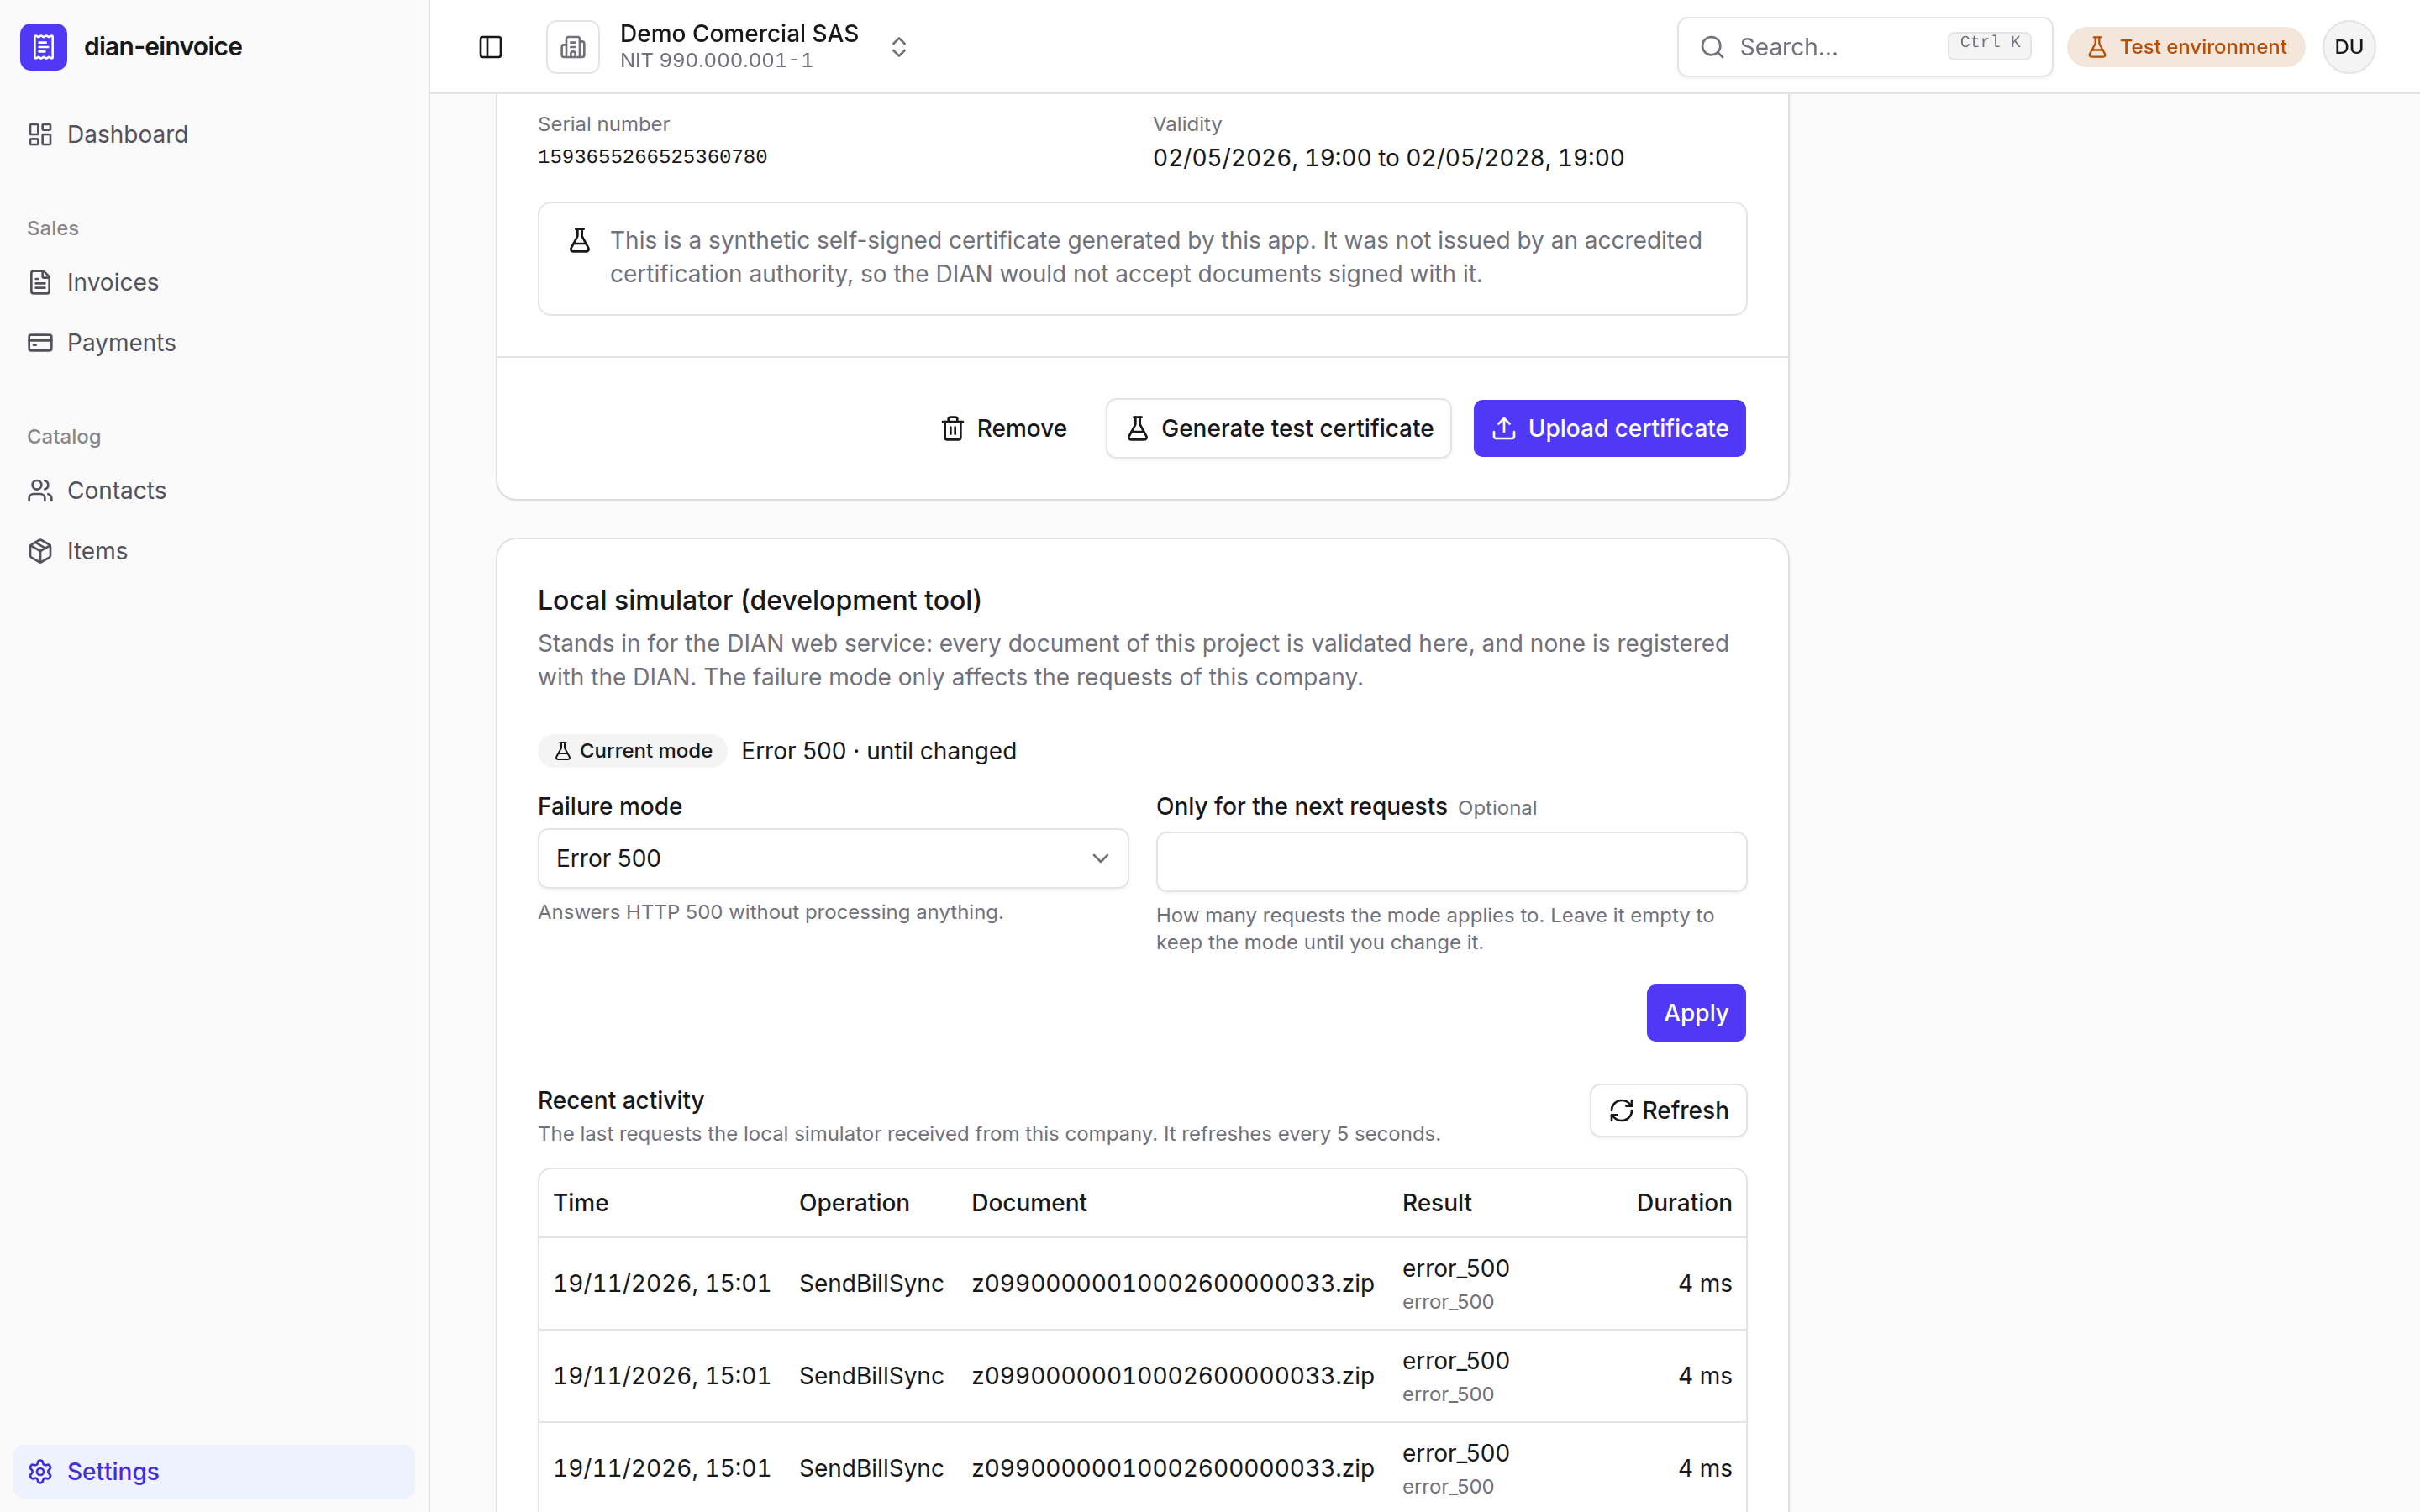 dian-einvoice
Demo Comercial SAS
NIT 990.000.001-1
Search...
Ctrl K
Test environment
DU
Dashboard
Sales
Invoices
Payments
Catalog
Contacts
Items
Settings
Serial number
1593655266525360780
Validity
02/05/2026, 19:00 to 02/05/2028, 19:00
This is a synthetic self-signed certificate generated by this app. It was not issued by an accredited
certification authority, so the DIAN would not accept documents signed with it.
Remove
Generate test certificate
Upload certificate
Local simulator (development tool)
Stands in for the DIAN web service: every document of this project is validated here, and none is registered
with the DIAN. The failure mode only affects the requests of this company.
Current mode
Error 500 · until changed
Failure mode
Error 500
Answers HTTP 500 without processing anything.
Only for the next requests Optional
How many requests the mode applies to. Leave it empty to
keep the mode until you change it.
Apply
Recent activity
The last requests the local simulator received from this company. It refreshes every 5 seconds.
Refresh
Time Operation Document Result Duration
19/11/2026, 15:01 SendBillSync z09900000010002600000033.zip error_500 4 ms
error_500
19/11/2026, 15:01 SendBillSync z09900000010002600000033.zip error_500 4 ms
error_500
19/11/2026, 15:01 SendBillSync z09900000010002600000033.zip error_500 4 ms
error_500